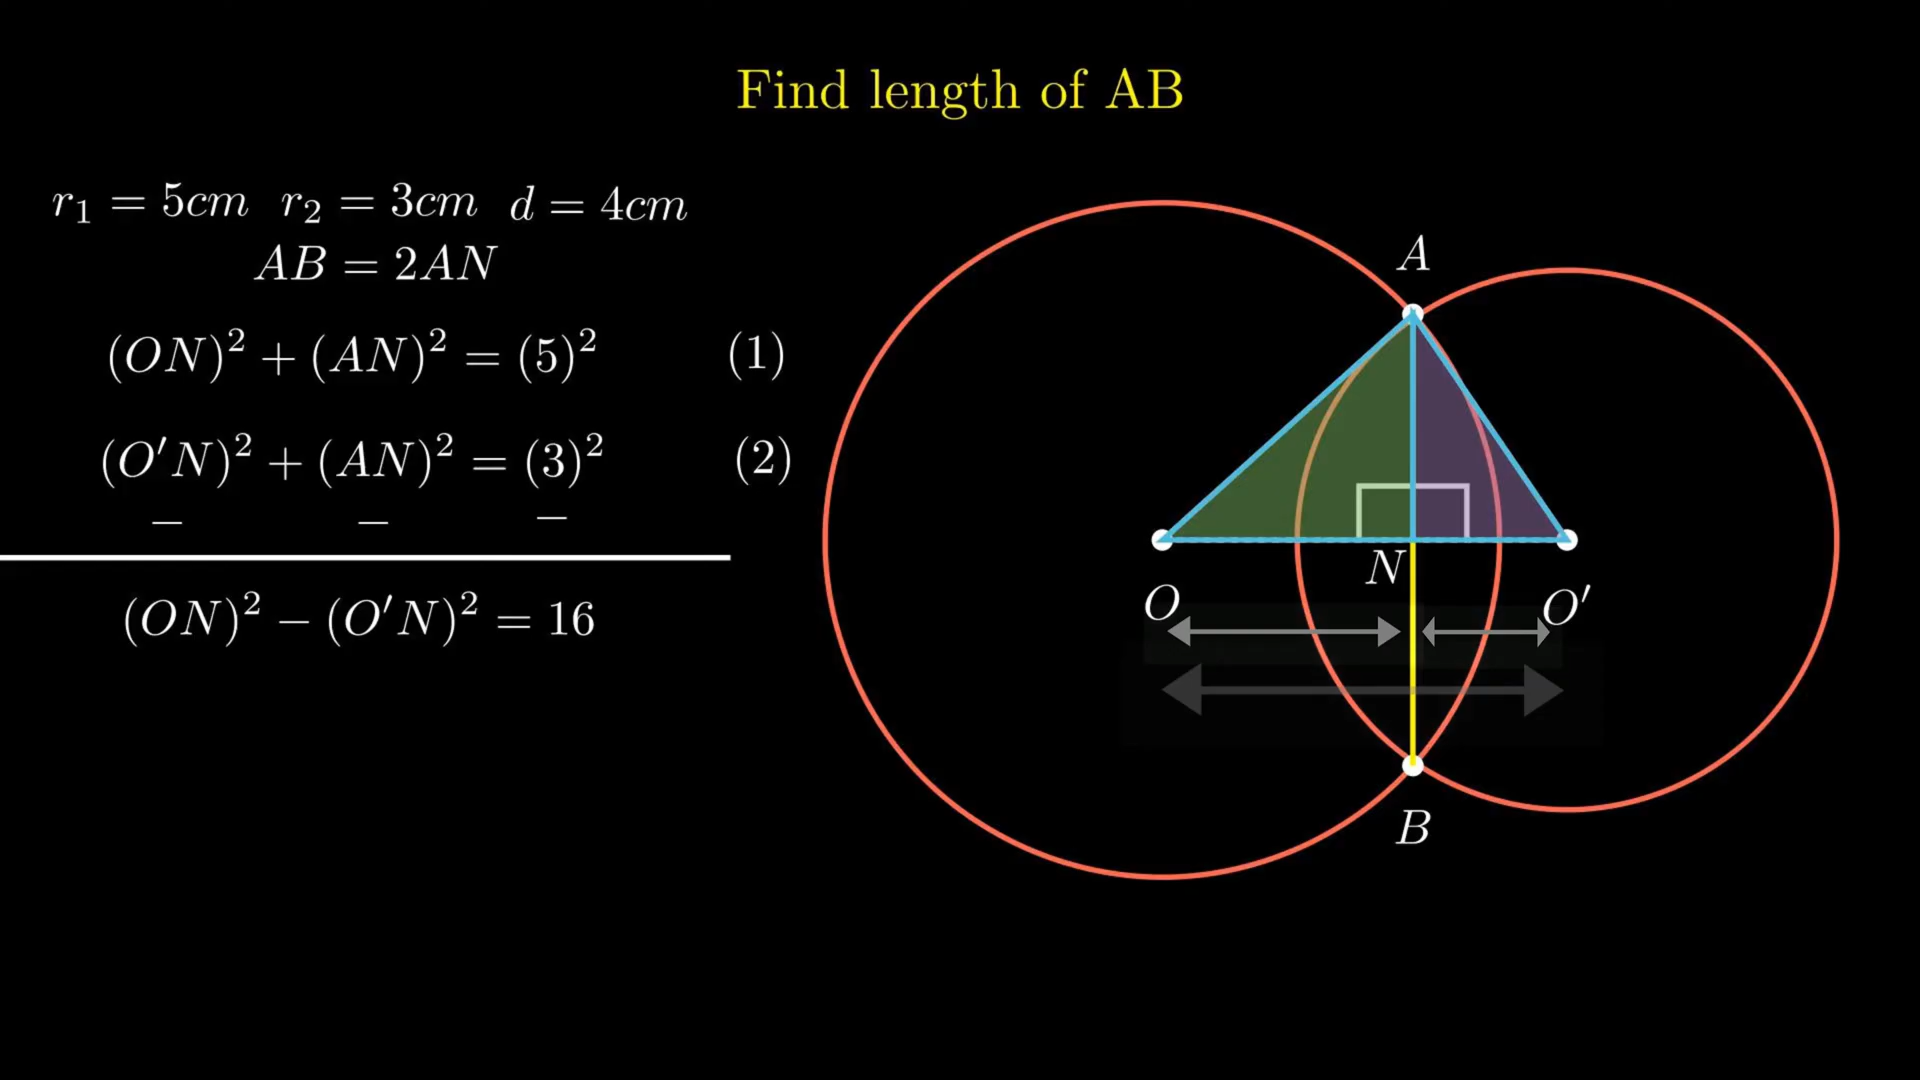 Find length of AB
r₁ = 5cm r₂ = 3cm d = 4cm
AB = 2AN
(ON)² + (AN)² = (5)² (1)
(O′N)² + (AN)² = (3)² (2)
− − −
(ON)² − (O′N)² = 16
A
N
O
O′
B